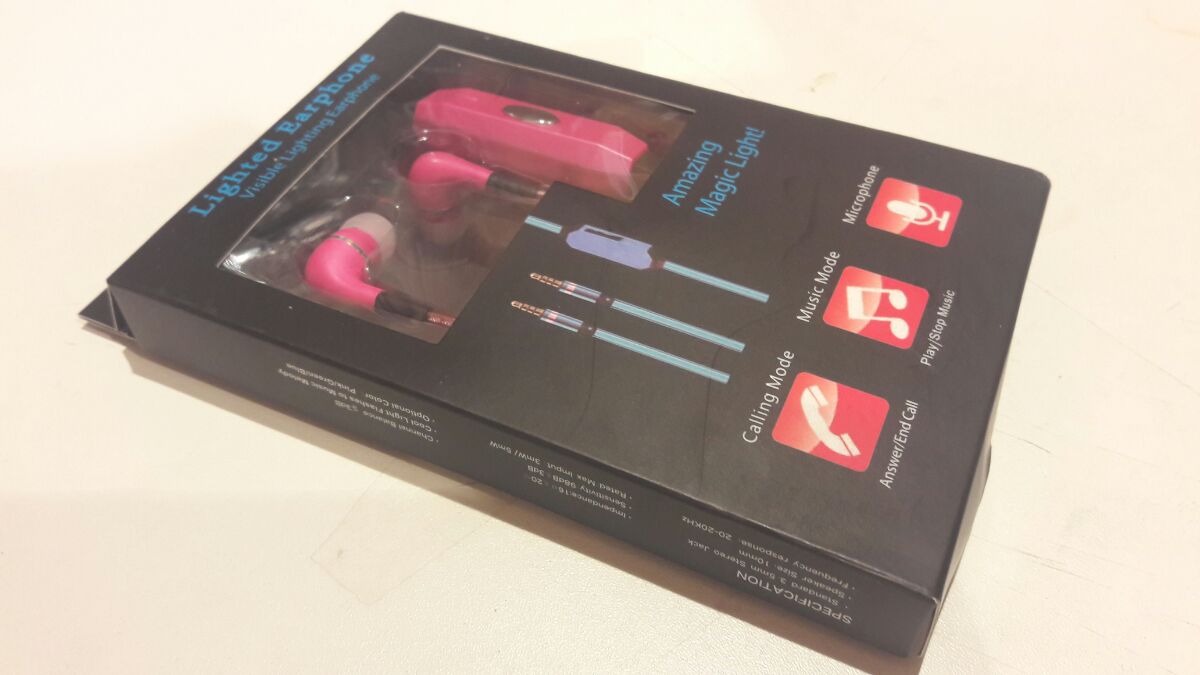 Lighted Earphone
Visible Lighting Earphone
Amazing
Magic Light!
Microphone
Music Mode
Play/Stop Music
Calling Mode
Answer/End Call
SPECIFICATION
· Standard 3.5mm Stereo Jack
· Speaker Size: 10mm
· Frequency response: 20-20KHz
· Impendance:16
· Sensitivity 98dB ± 3dB
· Rated Max Input 3mW/ 5mW
· Channel Balance ≤3dB
· Cool Light Flashes to Music Melody
· Optional Color Pink/Green/Blue